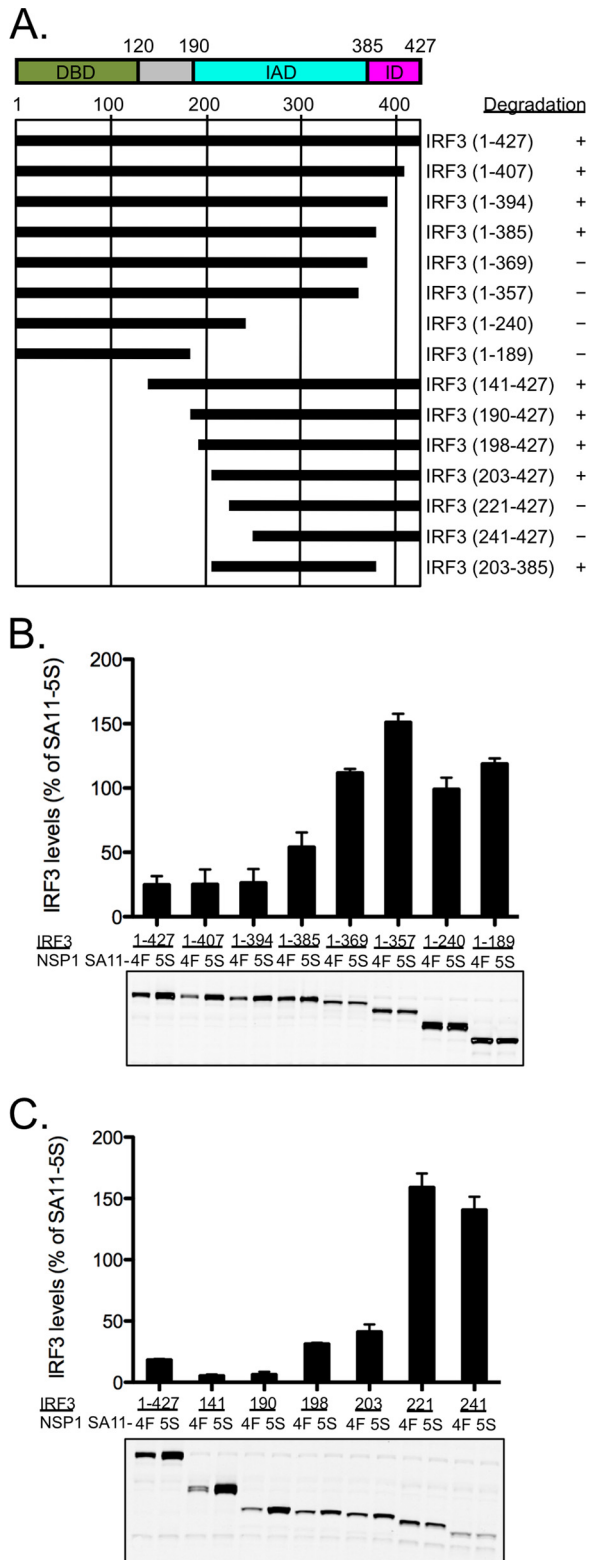 A.
120 190 385 427
DBD IAD ID
1 100 200 300 400 Degradation
IRF3 (1-427) +
IRF3 (1-407) +
IRF3 (1-394) +
IRF3 (1-385) +
IRF3 (1-369) −
IRF3 (1-357) −
IRF3 (1-240) −
IRF3 (1-189) −
IRF3 (141-427) +
IRF3 (190-427) +
IRF3 (198-427) +
IRF3 (203-427) +
IRF3 (221-427) −
IRF3 (241-427) −
IRF3 (203-385) +
B.
IRF3 levels (% of SA11-5S)
200
150
100
50
0
IRF3 1-427 1-407 1-394 1-385 1-369 1-357 1-240 1-189
NSP1 SA11- 4F 5S 4F 5S 4F 5S 4F 5S 4F 5S 4F 5S 4F 5S 4F 5S
C.
IRF3 levels (% of SA11-5S)
200
150
100
50
0
IRF3 1-427 141 190 198 203 221 241
NSP1 SA11- 4F 5S 4F 5S 4F 5S 4F 5S 4F 5S 4F 5S 4F 5S